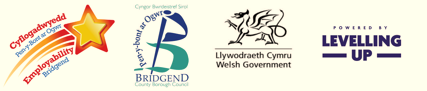 Cyflogadwyedd
Pen-y-Bont ar Ogwr
Employability
Bridgend
Cyngor Bwrdeistref Sirol
Pen-y-bont ar Ogwr
BRIDGEND
County Borough Council
Llywodraeth Cymru
Welsh Government
POWERED BY
LEVELLING
UP